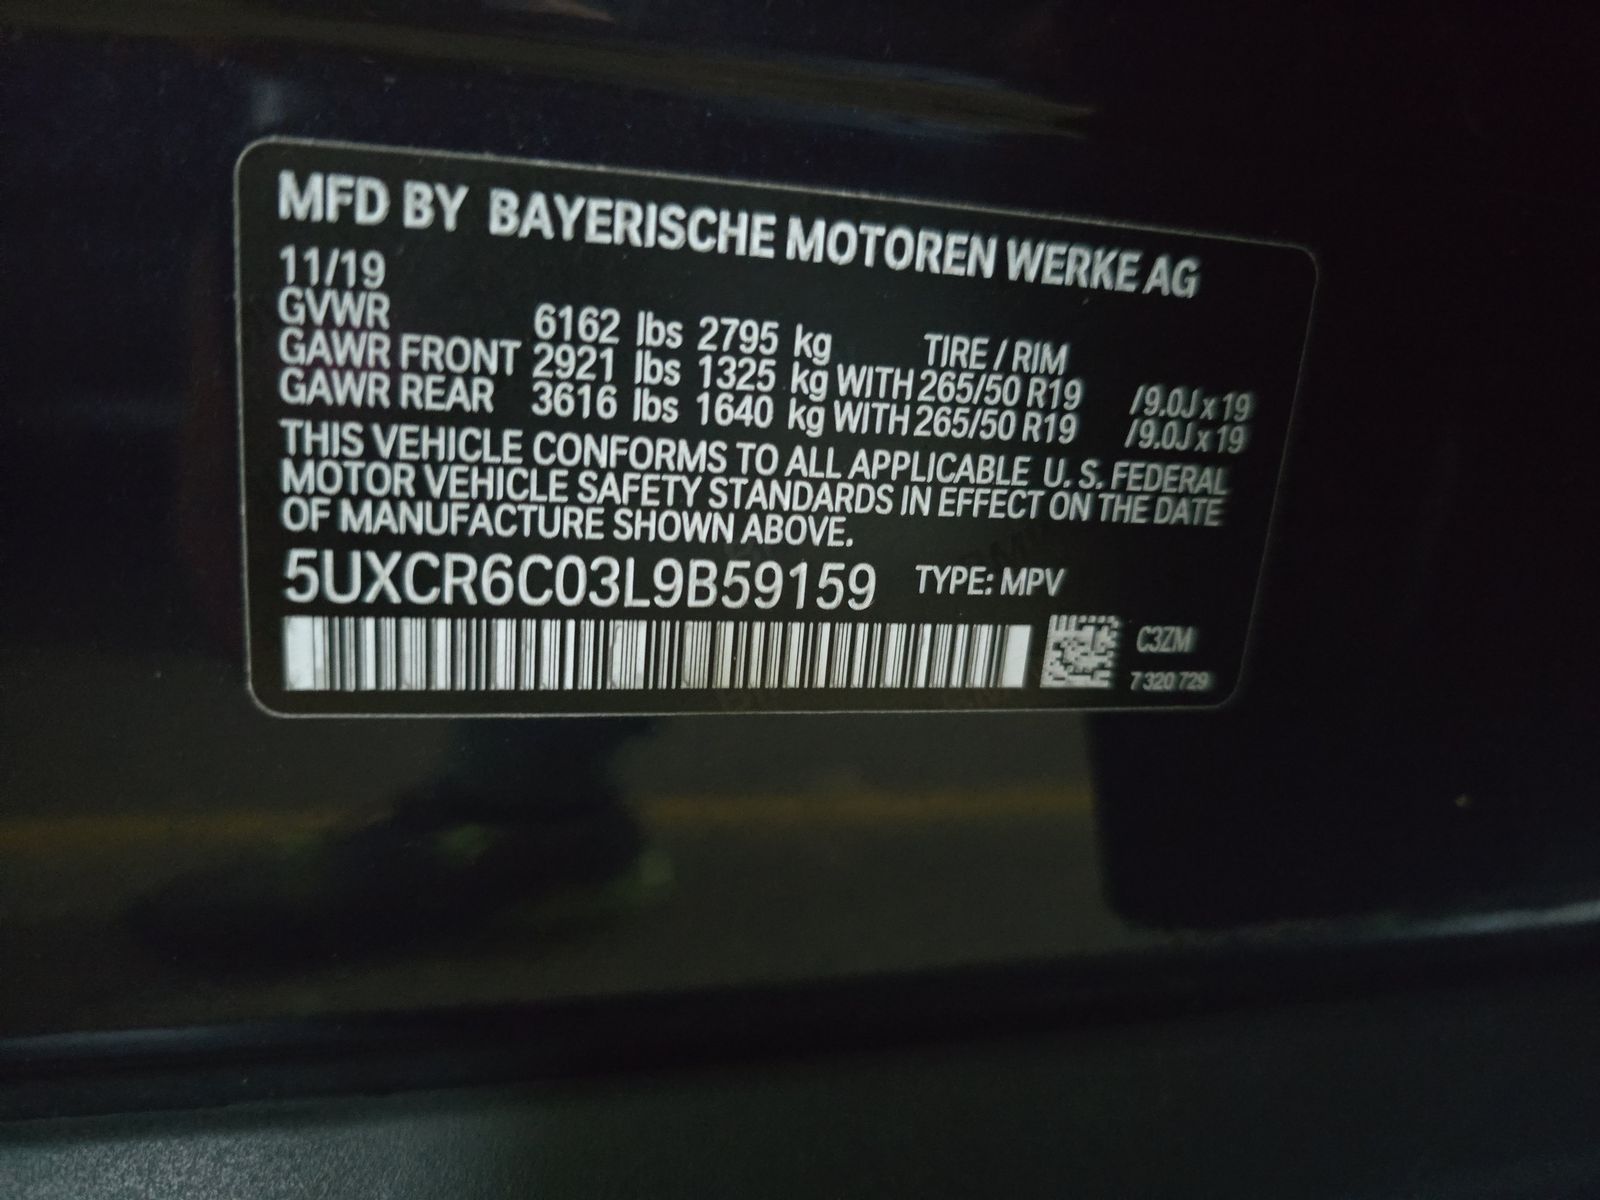 MFD BY BAYERISCHE MOTOREN WERKE AG
11/19
GVWR 6162 lbs 2795 kg TIRE / RIM
GAWR FRONT 2921 lbs 1325 kg WITH 265/50 R19 /9.0J x 19
GAWR REAR 3616 lbs 1640 kg WITH 265/50 R19 /9.0J x 19
THIS VEHICLE CONFORMS TO ALL APPLICABLE U. S. FEDERAL
MOTOR VEHICLE SAFETY STANDARDS IN EFFECT ON THE DATE
OF MANUFACTURE SHOWN ABOVE.
5UXCR6C03L9B59159 TYPE: MPV
C3ZM
7 320 729